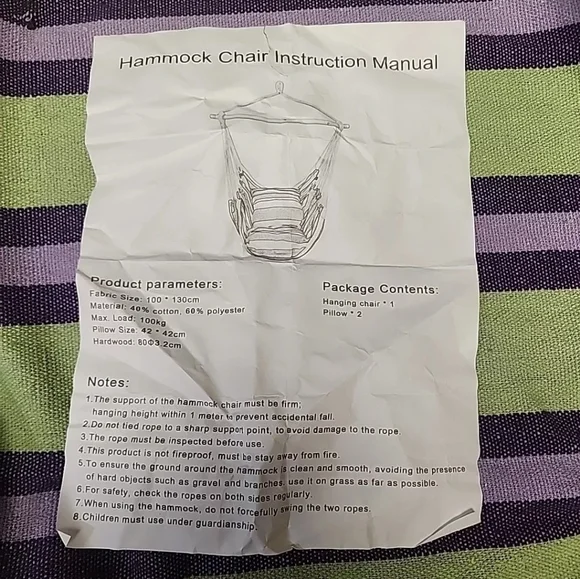 Hammock Chair Instruction Manual
Product parameters:
Fabric Size: 100 * 130cm
Material: 40% cotton, 60% polyester
Max. Load: 100kg
Pillow Size: 42 * 42cm
Hardwood: 80Φ3.2cm
Package Contents:
Hanging chair * 1
Pillow * 2
Notes:
1.The support of the hammock chair must be firm;
hanging height within 1 meter to prevent accidental fall.
2.Do not tied rope to a sharp support point, to avoid damage to the rope.
3.The rope must be inspected before use.
4.This product is not fireproof, must be stay away from fire.
5.To ensure the ground around the hammock is clean and smooth, avoiding the presence
of hard objects such as gravel and branches, use it on grass as far as possible.
6.For safety, check the ropes on both sides regularly.
7.When using the hammock, do not forcefully swing the two ropes.
8.Children must use under guardianship.